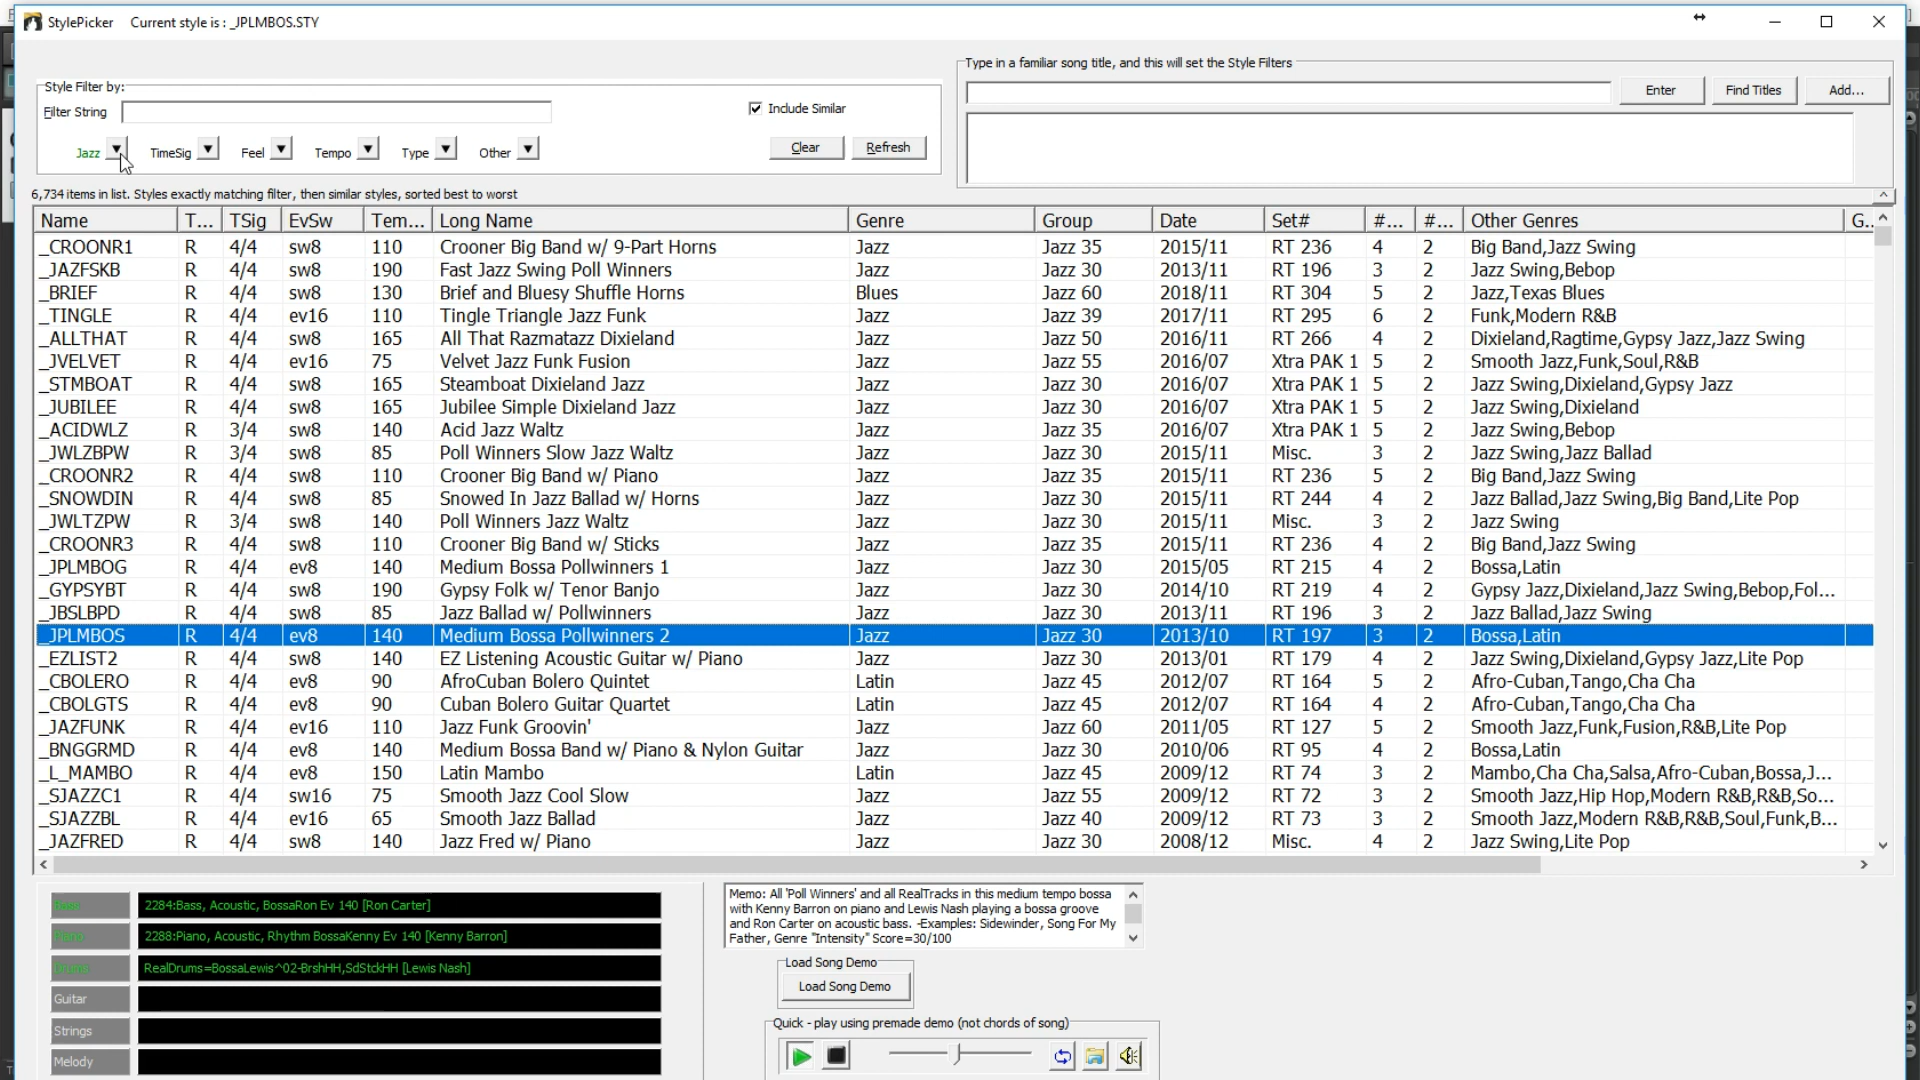 StylePicker Current style is : _JPLMBOS.STY
Type in a familiar song title, and this will set the Style Filters
Style Filter by:
Filter String
Include Similar
Enter Find Titles Add...
Jazz TimeSig Feel Tempo Type Other Clear Refresh
6,734 items in list. Styles exactly matching filter, then similar styles, sorted best to worst
Name T... TSig EvSw Tem... Long Name Genre Group Date Set# #... #... Other Genres G..
_CROONR1 R 4/4 sw8 110 Crooner Big Band w/ 9-Part Horns Jazz Jazz 35 2015/11 RT 236 4 2 Big Band,Jazz Swing
_JAZFSKB R 4/4 sw8 190 Fast Jazz Swing Poll Winners Jazz Jazz 30 2013/11 RT 196 3 2 Jazz Swing,Bebop
_BRIEF R 4/4 sw8 130 Brief and Bluesy Shuffle Horns Blues Jazz 60 2018/11 RT 304 5 2 Jazz,Texas Blues
_TINGLE R 4/4 ev16 110 Tingle Triangle Jazz Funk Jazz Jazz 39 2017/11 RT 295 6 2 Funk,Modern R&B
_ALLTHAT R 4/4 sw8 165 All That Razmatazz Dixieland Jazz Jazz 50 2016/11 RT 266 4 2 Dixieland,Ragtime,Gypsy Jazz,Jazz Swing
_JVELVET R 4/4 ev16 75 Velvet Jazz Funk Fusion Jazz Jazz 55 2016/07 Xtra PAK 1 5 2 Smooth Jazz,Funk,Soul,R&B
_STMBOAT R 4/4 sw8 165 Steamboat Dixieland Jazz Jazz Jazz 30 2016/07 Xtra PAK 1 5 2 Jazz Swing,Dixieland,Gypsy Jazz
_JUBILEE R 4/4 sw8 165 Jubilee Simple Dixieland Jazz Jazz Jazz 30 2016/07 Xtra PAK 1 5 2 Jazz Swing,Dixieland
_ACIDWLZ R 3/4 sw8 140 Acid Jazz Waltz Jazz Jazz 35 2016/07 Xtra PAK 1 5 2 Jazz Swing,Bebop
_JWLZBPW R 3/4 sw8 85 Poll Winners Slow Jazz Waltz Jazz Jazz 30 2015/11 Misc. 3 2 Jazz Swing,Jazz Ballad
_CROONR2 R 4/4 sw8 110 Crooner Big Band w/ Piano Jazz Jazz 35 2015/11 RT 236 5 2 Big Band,Jazz Swing
_SNOWDIN R 4/4 sw8 85 Snowed In Jazz Ballad w/ Horns Jazz Jazz 30 2015/11 RT 244 4 2 Jazz Ballad,Jazz Swing,Big Band,Lite Pop
_JWLTZPW R 3/4 sw8 140 Poll Winners Jazz Waltz Jazz Jazz 30 2015/11 Misc. 3 2 Jazz Swing
_CROONR3 R 4/4 sw8 110 Crooner Big Band w/ Sticks Jazz Jazz 35 2015/11 RT 236 4 2 Big Band,Jazz Swing
_JPLMBOG R 4/4 ev8 140 Medium Bossa Pollwinners 1 Jazz Jazz 30 2015/05 RT 215 4 2 Bossa,Latin
_GYPSYBT R 4/4 sw8 190 Gypsy Folk w/ Tenor Banjo Jazz Jazz 30 2014/10 RT 219 4 2 Gypsy Jazz,Dixieland,Jazz Swing,Bebop,Fol...
_JBSLBPD R 4/4 sw8 85 Jazz Ballad w/ Pollwinners Jazz Jazz 30 2013/11 RT 196 3 2 Jazz Ballad,Jazz Swing
_JPLMBOS R 4/4 ev8 140 Medium Bossa Pollwinners 2 Jazz Jazz 30 2013/10 RT 197 3 2 Bossa,Latin
_EZLIST2 R 4/4 sw8 140 EZ Listening Acoustic Guitar w/ Piano Jazz Jazz 30 2013/01 RT 179 4 2 Jazz Swing,Dixieland,Gypsy Jazz,Lite Pop
_CBOLERO R 4/4 ev8 90 AfroCuban Bolero Quintet Latin Jazz 45 2012/07 RT 164 5 2 Afro-Cuban,Tango,Cha Cha
_CBOLGTS R 4/4 ev8 90 Cuban Bolero Guitar Quartet Latin Jazz 45 2012/07 RT 164 4 2 Afro-Cuban,Tango,Cha Cha
_JAZFUNK R 4/4 ev16 110 Jazz Funk Groovin' Jazz Jazz 60 2011/05 RT 127 5 2 Smooth Jazz,Funk,Fusion,R&B,Lite Pop
_BNGGRMD R 4/4 ev8 140 Medium Bossa Band w/ Piano & Nylon Guitar Jazz Jazz 30 2010/06 RT 95 4 2 Bossa,Latin
_L_MAMBO R 4/4 ev8 150 Latin Mambo Latin Jazz 45 2009/12 RT 74 3 2 Mambo,Cha Cha,Salsa,Afro-Cuban,Bossa,J...
_SJAZZC1 R 4/4 sw16 75 Smooth Jazz Cool Slow Jazz Jazz 55 2009/12 RT 72 3 2 Smooth Jazz,Hip Hop,Modern R&B,R&B,So...
_SJAZZBL R 4/4 ev16 65 Smooth Jazz Ballad Jazz Jazz 40 2009/12 RT 73 3 2 Smooth Jazz,Modern R&B,R&B,Soul,Funk,B...
_JAZFRED R 4/4 sw8 140 Jazz Fred w/ Piano Jazz Jazz 30 2008/12 Misc. 4 2 Jazz Swing,Lite Pop
Bass 2284:Bass, Acoustic, BossaRon Ev 140 [Ron Carter]
Piano 2288:Piano, Acoustic, Rhythm BossaKenny Ev 140 [Kenny Barron]
Drums RealDrums=BossaLewis^02-BrshHH,SdStckHH [Lewis Nash]
Guitar
Strings
Melody
Memo: All 'Poll Winners' and all RealTracks in this medium tempo bossa
with Kenny Barron on piano and Lewis Nash playing a bossa groove
and Ron Carter on acoustic bass. -Examples: Sidewinder, Song For My
Father, Genre "Intensity" Score=30/100
Load Song Demo
Load Song Demo
Quick - play using premade demo (not chords of song)